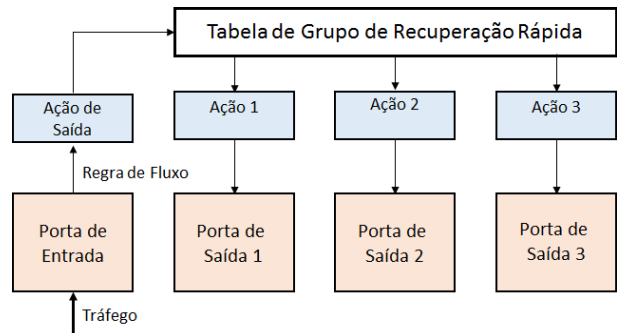 Tabela de Grupo de Recuperação Rápida
Ação de
Saída
Ação 1
Ação 2
Ação 3
Regra de Fluxo
Porta de
Entrada
Porta de
Saída 1
Porta de
Saída 2
Porta de
Saída 3
Tráfego